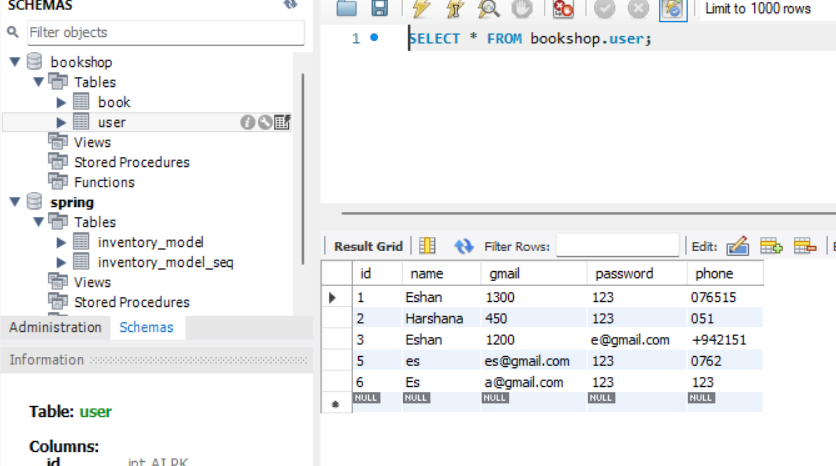 SCHEMAS
Filter objects
bookshop
Tables
book
user
Views
Stored Procedures
Functions
spring
Tables
inventory_model
inventory_model_seq
Views
Stored Procedures
Administration Schemas
Information
Table: user
Columns:
id int AI PK
Limit to 1000 rows
1 SELECT * FROM bookshop.user;
Result Grid Filter Rows: Edit:
id name gmail password phone
1 Eshan 1300 123 076515
2 Harshana 450 123 051
3 Eshan 1200 e@gmail.com +942151
5 es es@gmail.com 123 0762
6 Es a@gmail.com 123 123
NULL NULL NULL NULL NULL